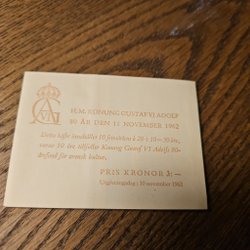 H.M. KONUNG GUSTAF VI ADOLF
80 ÅR DEN 11 NOVEMBER 1962
Detta häfte innehåller 10 frimärken à 20+10=30 öre,
varav 10 öre tillfaller Konung Gustaf VI Adolfs 80-
årsfond för svensk kultur.
PRIS KRONOR 3:—
Utgivningsdag: 10 november 1962